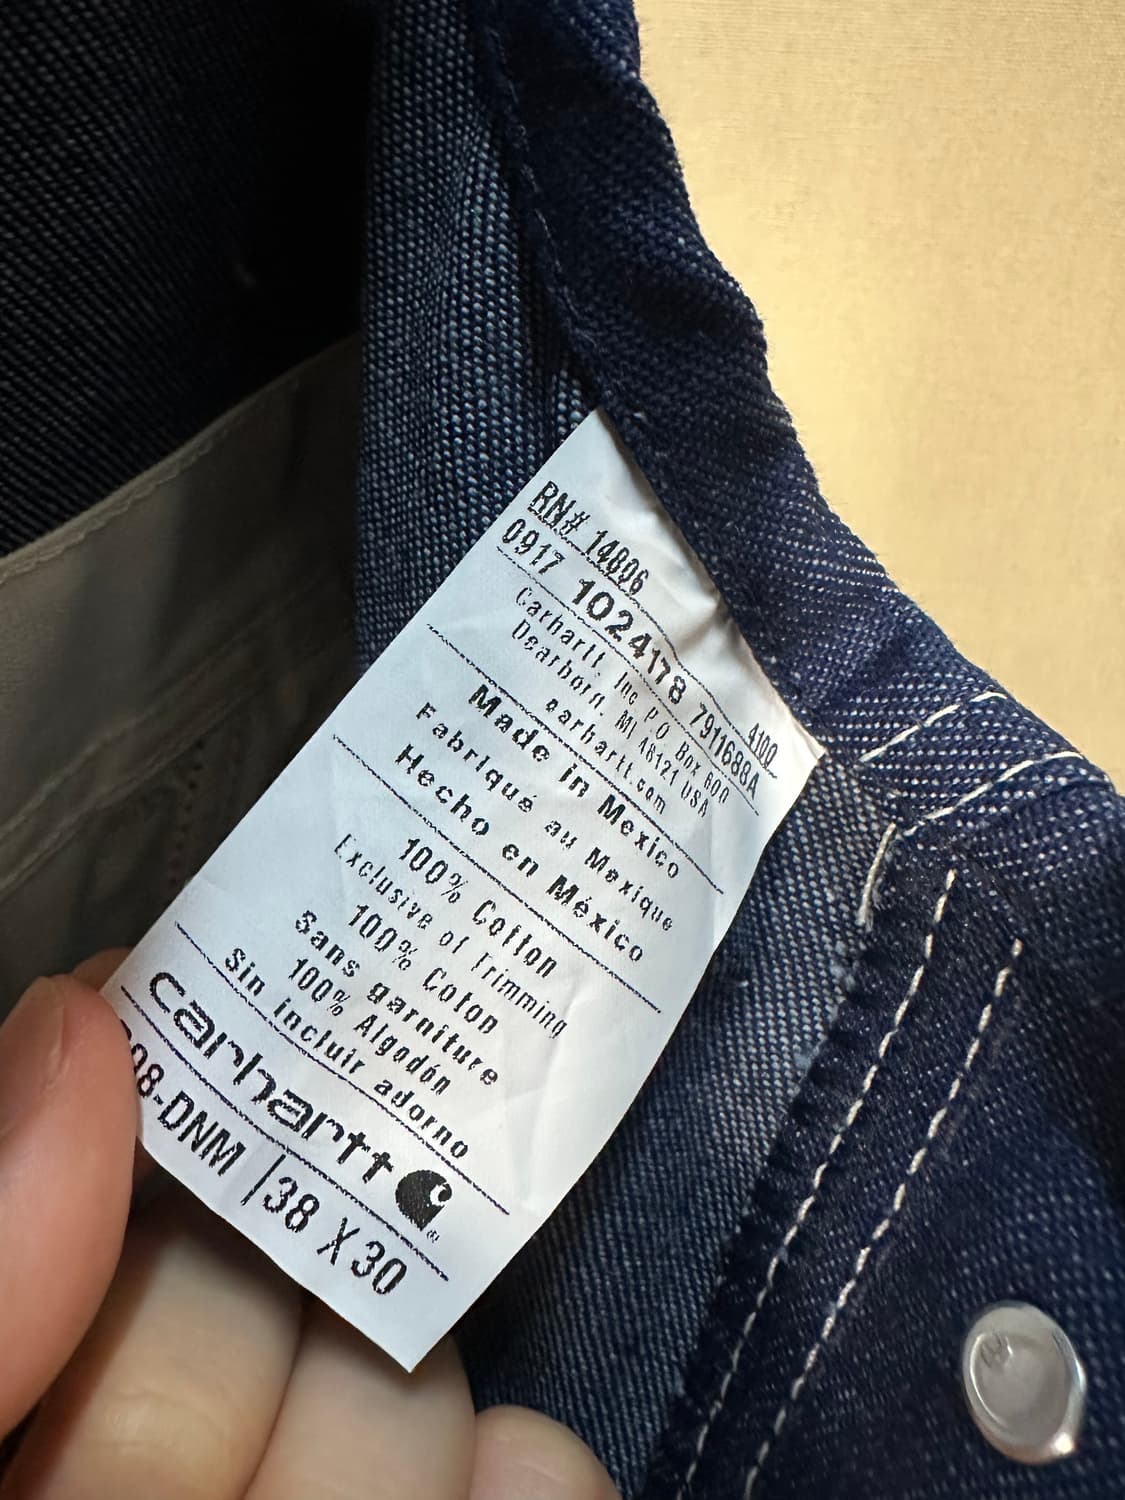 RN# 14806 4100
0917 1024178 7911688A
Carhartt, Inc PO Box 600
Dearborn, MI 48121 USA
carhartt.com
Made in Mexico
Fabriqué au Mexique
Hecho en México
100% Cotton
Exclusive of Trimming
100% Coton
Sans garniture
100% Algodón
Sin incluir adorno
carhartt
-DNM | 38 X 30